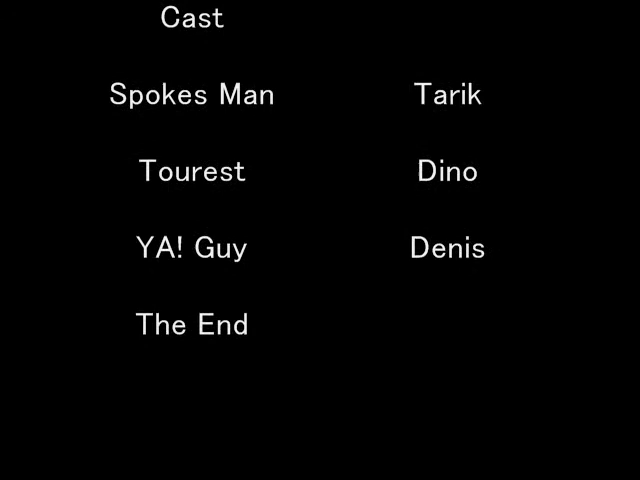 Cast
Spokes Man Tarik
Tourest Dino
YA! Guy Denis
The End